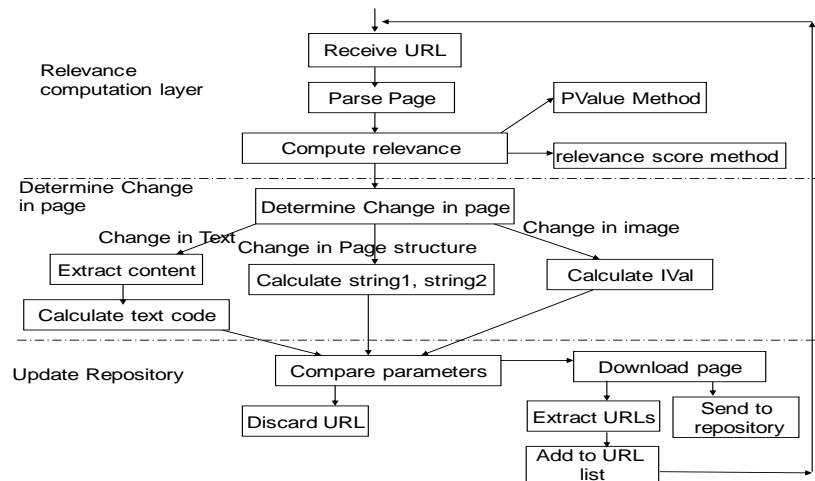 Receive URL
Relevance
computation layer
Parse Page
PValue Method
Compute relevance
relevance score method
Determine Change
in page
Determine Change in page
Change in Text
Change in Page structure
Change in image
Extract content
Calculate string1, string2
Calculate IVal
Calculate text code
Update Repository
Compare parameters
Download page
Discard URL
Extract URLs
Send to
repository
Add to URL
list